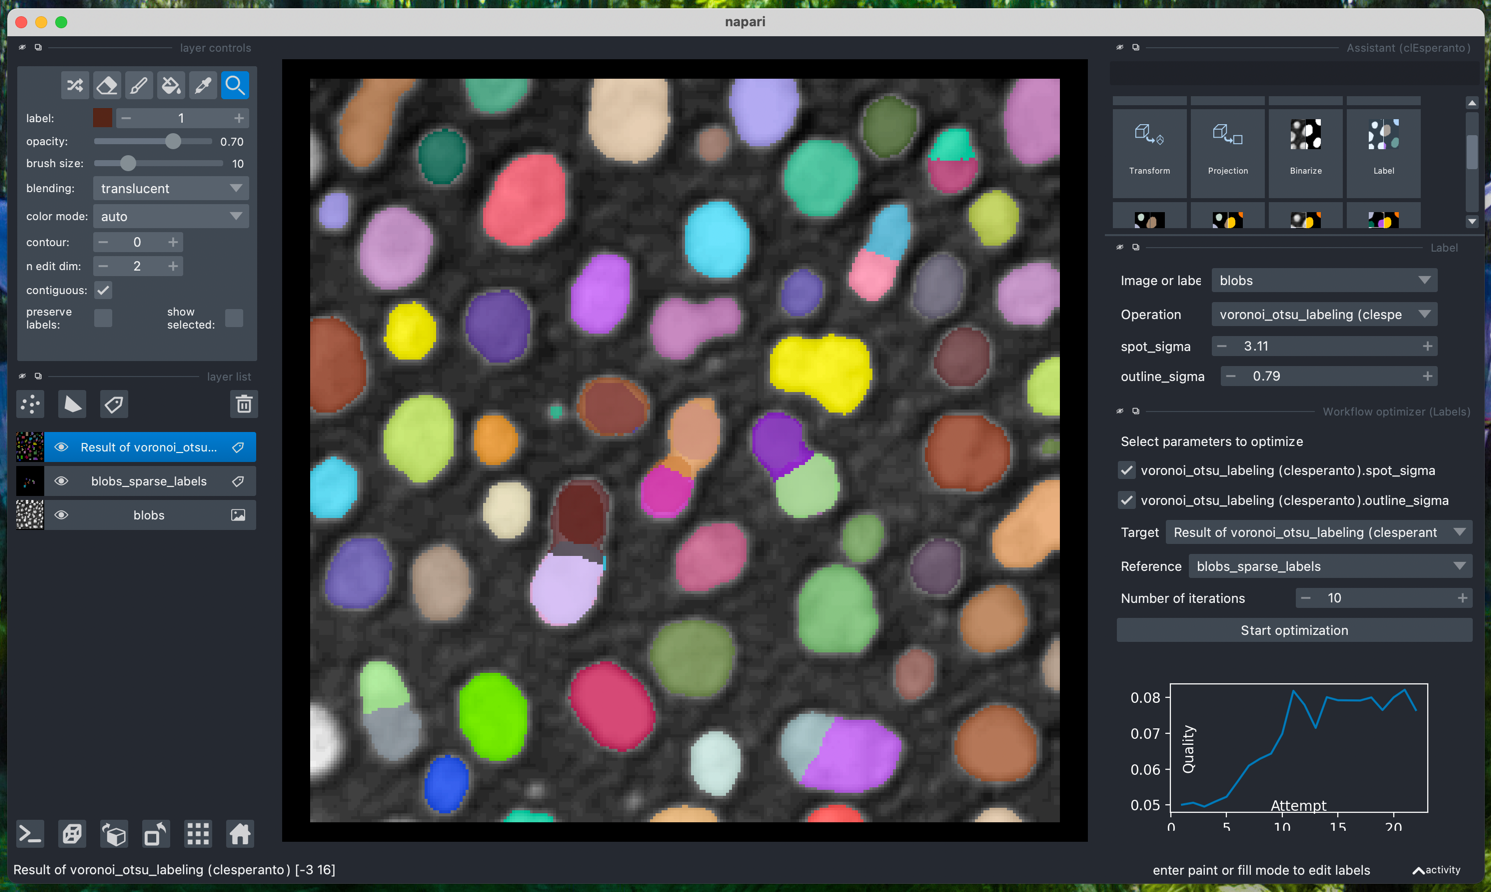 napari
layer controls
label: 1
opacity: 0.70
brush size: 10
blending: translucent
color mode: auto
contour: 0
n edit dim: 2
contiguous:
preserve labels:
show selected:
layer list
Result of voronoi_otsu...
blobs_sparse_labels
blobs
Result of voronoi_otsu_labeling (clesperanto) [-3 16]
Assistant (clEsperanto)
Transform
Projection
Binarize
Label
Label
Image or labe blobs
Operation voronoi_otsu_labeling (clespe
spot_sigma 3.11
outline_sigma 0.79
Workflow optimizer (Labels)
Select parameters to optimize
voronoi_otsu_labeling (clesperanto).spot_sigma
voronoi_otsu_labeling (clesperanto).outline_sigma
Target Result of voronoi_otsu_labeling (clesperant
Reference blobs_sparse_labels
Number of iterations 10
Start optimization
0.08
0.07
0.06
0.05
Quality
Attempt
0 5 10 15 20
enter paint or fill mode to edit labels
activity